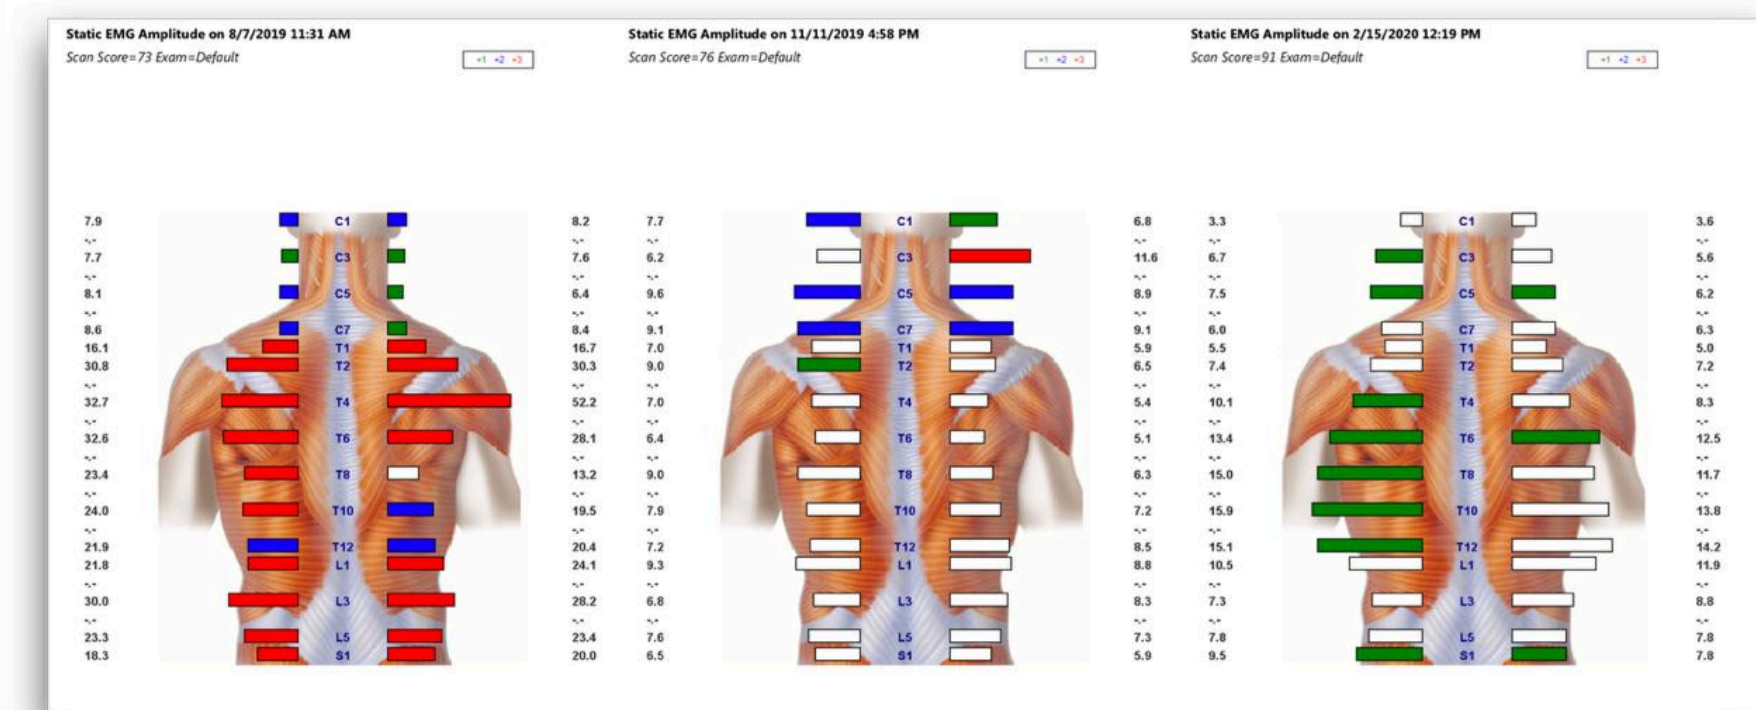 Static EMG Amplitude on 8/7/2019 11:31 AM
Scan Score=73 Exam=Default
+1 +2 +3
7.9 C1 8.2
-.- -.-
7.7 C3 7.6
-.- -.-
8.1 C5 6.4
-.- -.-
8.6 C7 8.4
16.1 T1 16.7
30.8 T2 30.3
-.- -.-
32.7 T4 52.2
-.- -.-
32.6 T6 28.1
-.- -.-
23.4 T8 13.2
-.- -.-
24.0 T10 19.5
-.- -.-
21.9 T12 20.4
21.8 L1 24.1
-.- -.-
30.0 L3 28.2
-.- -.-
23.3 L5 23.4
18.3 S1 20.0
Static EMG Amplitude on 11/11/2019 4:58 PM
Scan Score=76 Exam=Default
+1 +2 +3
7.7 C1 6.8
-.- -.-
6.2 C3 11.6
-.- -.-
9.6 C5 8.9
-.- -.-
9.1 C7 9.1
7.0 T1 5.9
9.0 T2 6.5
-.- -.-
7.0 T4 5.4
-.- -.-
6.4 T6 5.1
-.- -.-
9.0 T8 6.3
-.- -.-
7.9 T10 7.2
-.- -.-
7.2 T12 8.5
9.3 L1 8.8
-.- -.-
6.8 L3 8.3
-.- -.-
7.6 L5 7.3
6.5 S1 5.9
Static EMG Amplitude on 2/15/2020 12:19 PM
Scan Score=91 Exam=Default
+1 +2 +3
3.3 C1 3.6
-.- -.-
6.7 C3 5.6
-.- -.-
7.5 C5 6.2
-.- -.-
6.0 C7 6.3
5.5 T1 5.0
7.4 T2 7.2
-.- -.-
10.1 T4 8.3
-.- -.-
13.4 T6 12.5
-.- -.-
15.0 T8 11.7
-.- -.-
15.9 T10 13.8
-.- -.-
15.1 T12 14.2
10.5 L1 11.9
-.- -.-
7.3 L3 8.8
-.- -.-
7.8 L5 7.8
9.5 S1 7.8